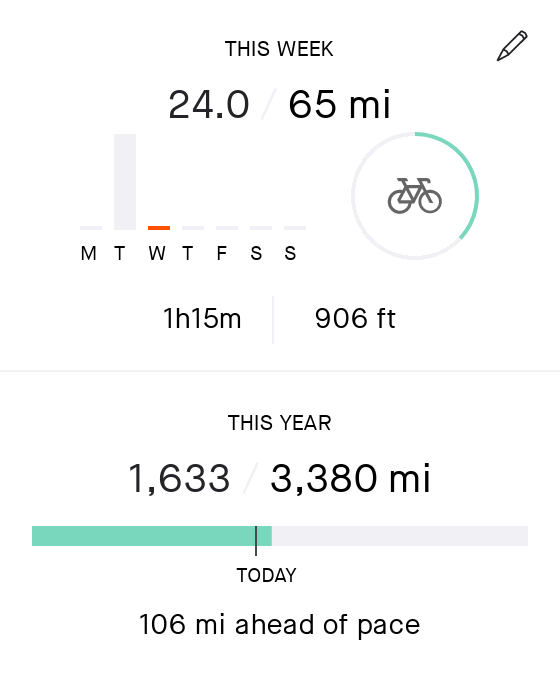 THIS WEEK
24.0 / 65 mi
M T W T F S S
1h15m 906 ft
THIS YEAR
1,633 / 3,380 mi
TODAY
106 mi ahead of pace